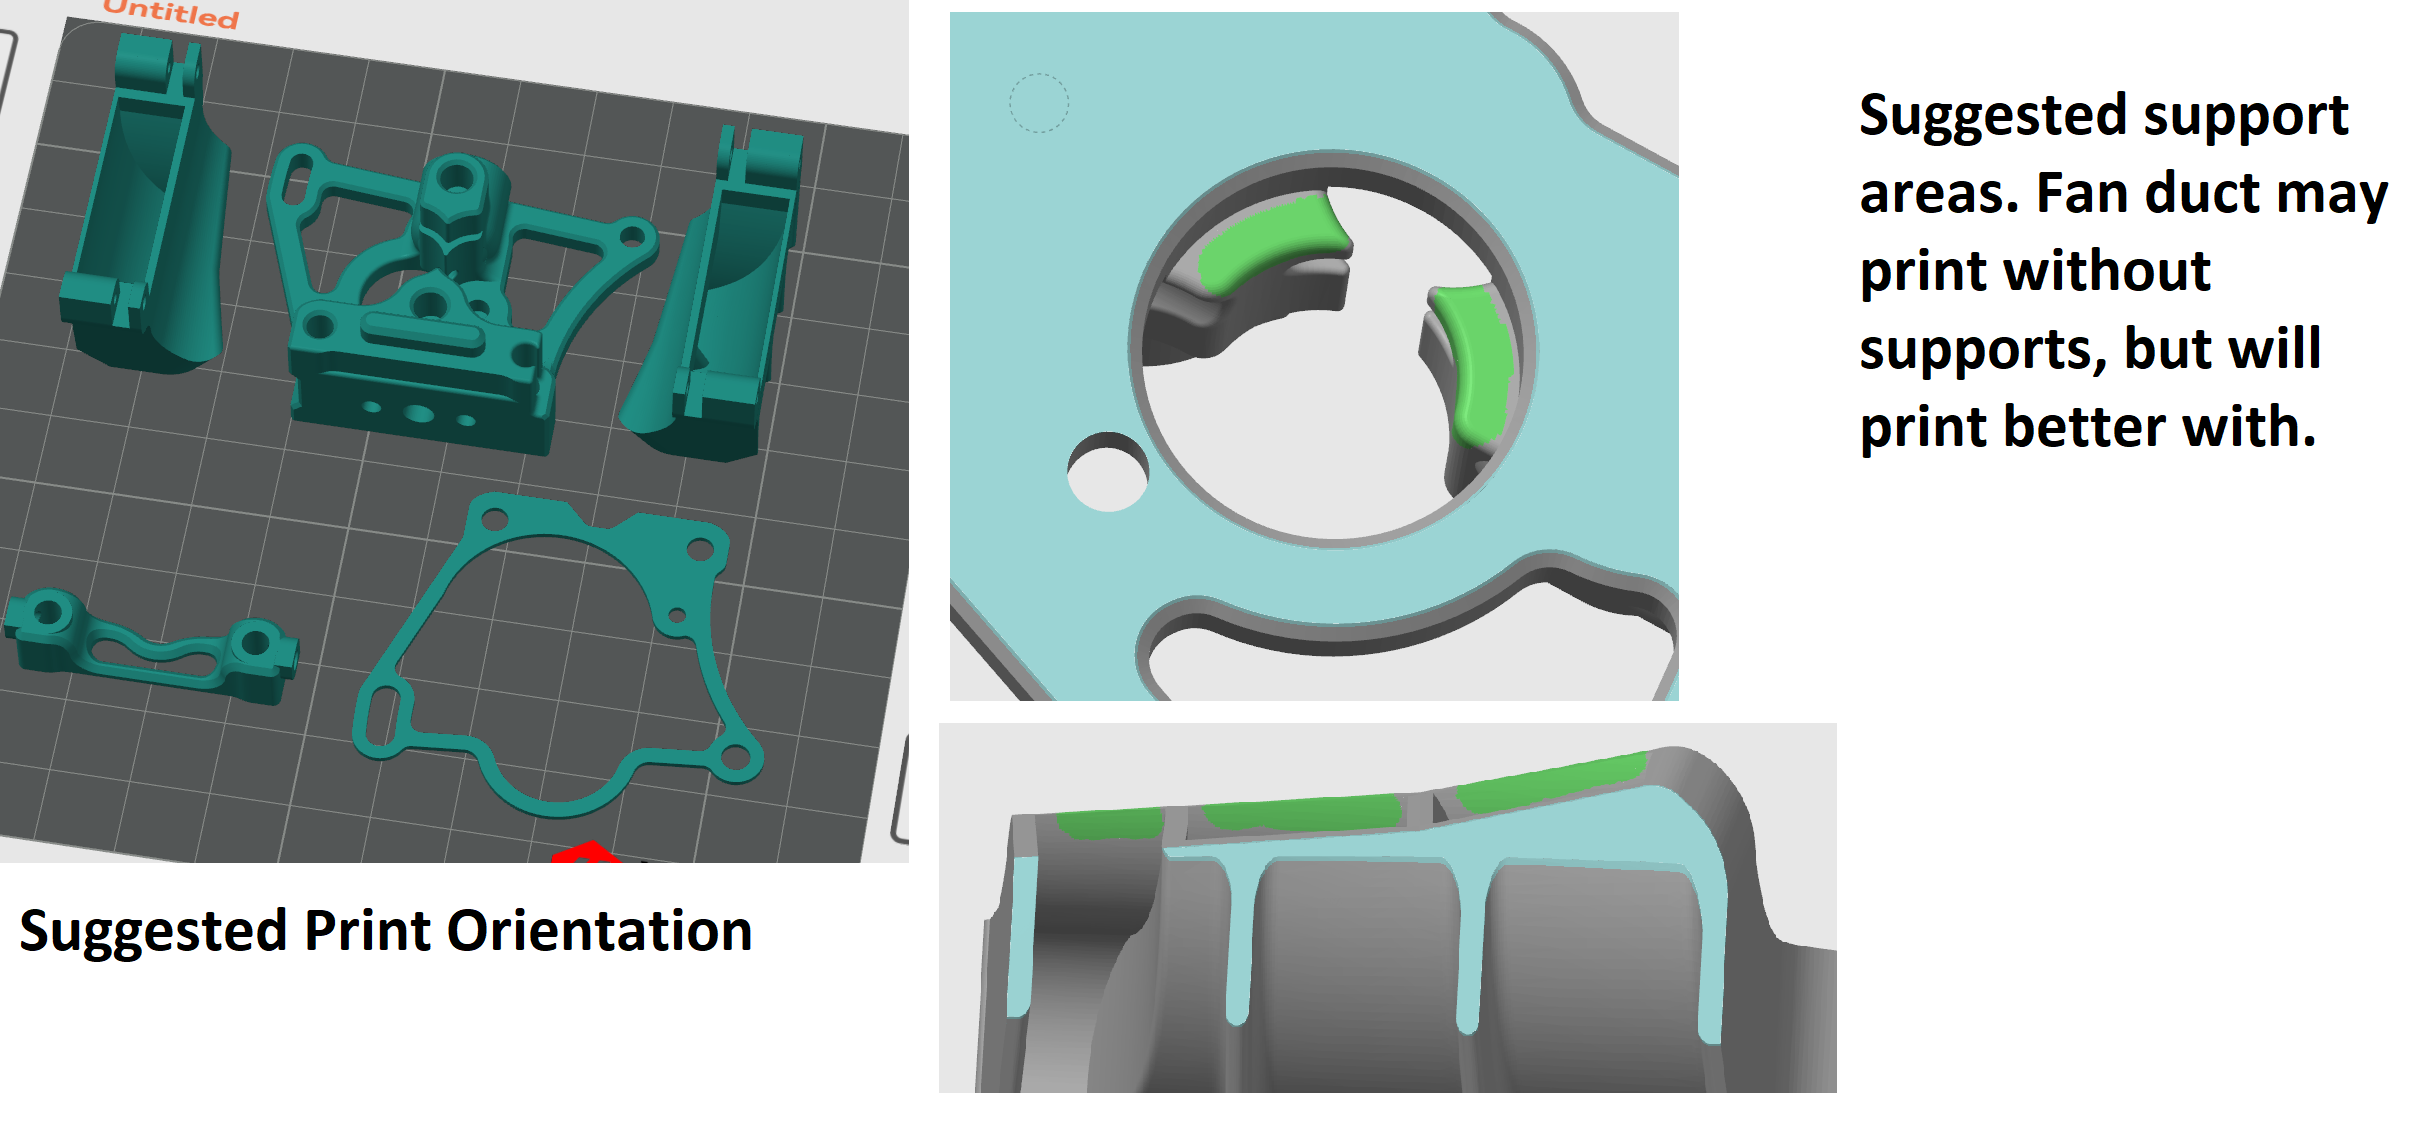 Untitled
Suggested support
areas. Fan duct may
print without
supports, but will
print better with.
Suggested Print Orientation